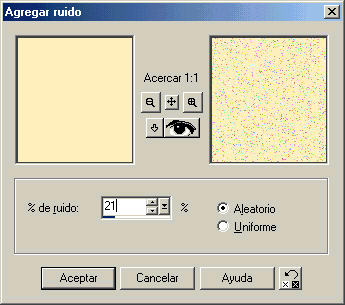 Agregar ruido
Acercar 1:1
% de ruido: 21 %
Aleatorio
Uniforme
Aceptar Cancelar Ayuda